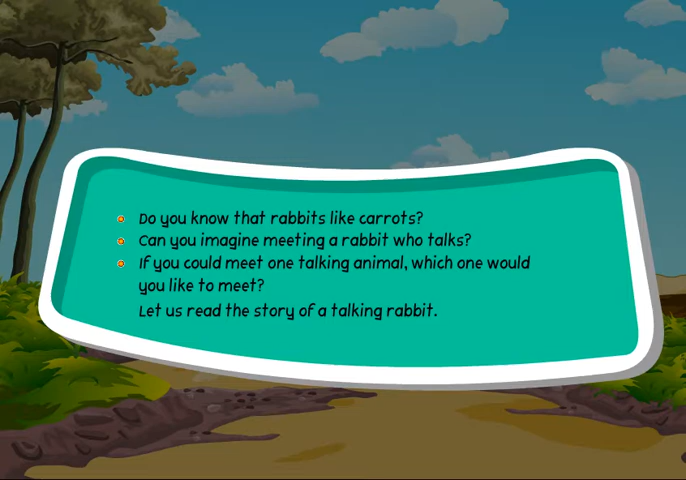 Do you know that rabbits like carrots?
Can you imagine meeting a rabbit who talks?
If you could meet one talking animal, which one would
you like to meet?
Let us read the story of a talking rabbit.